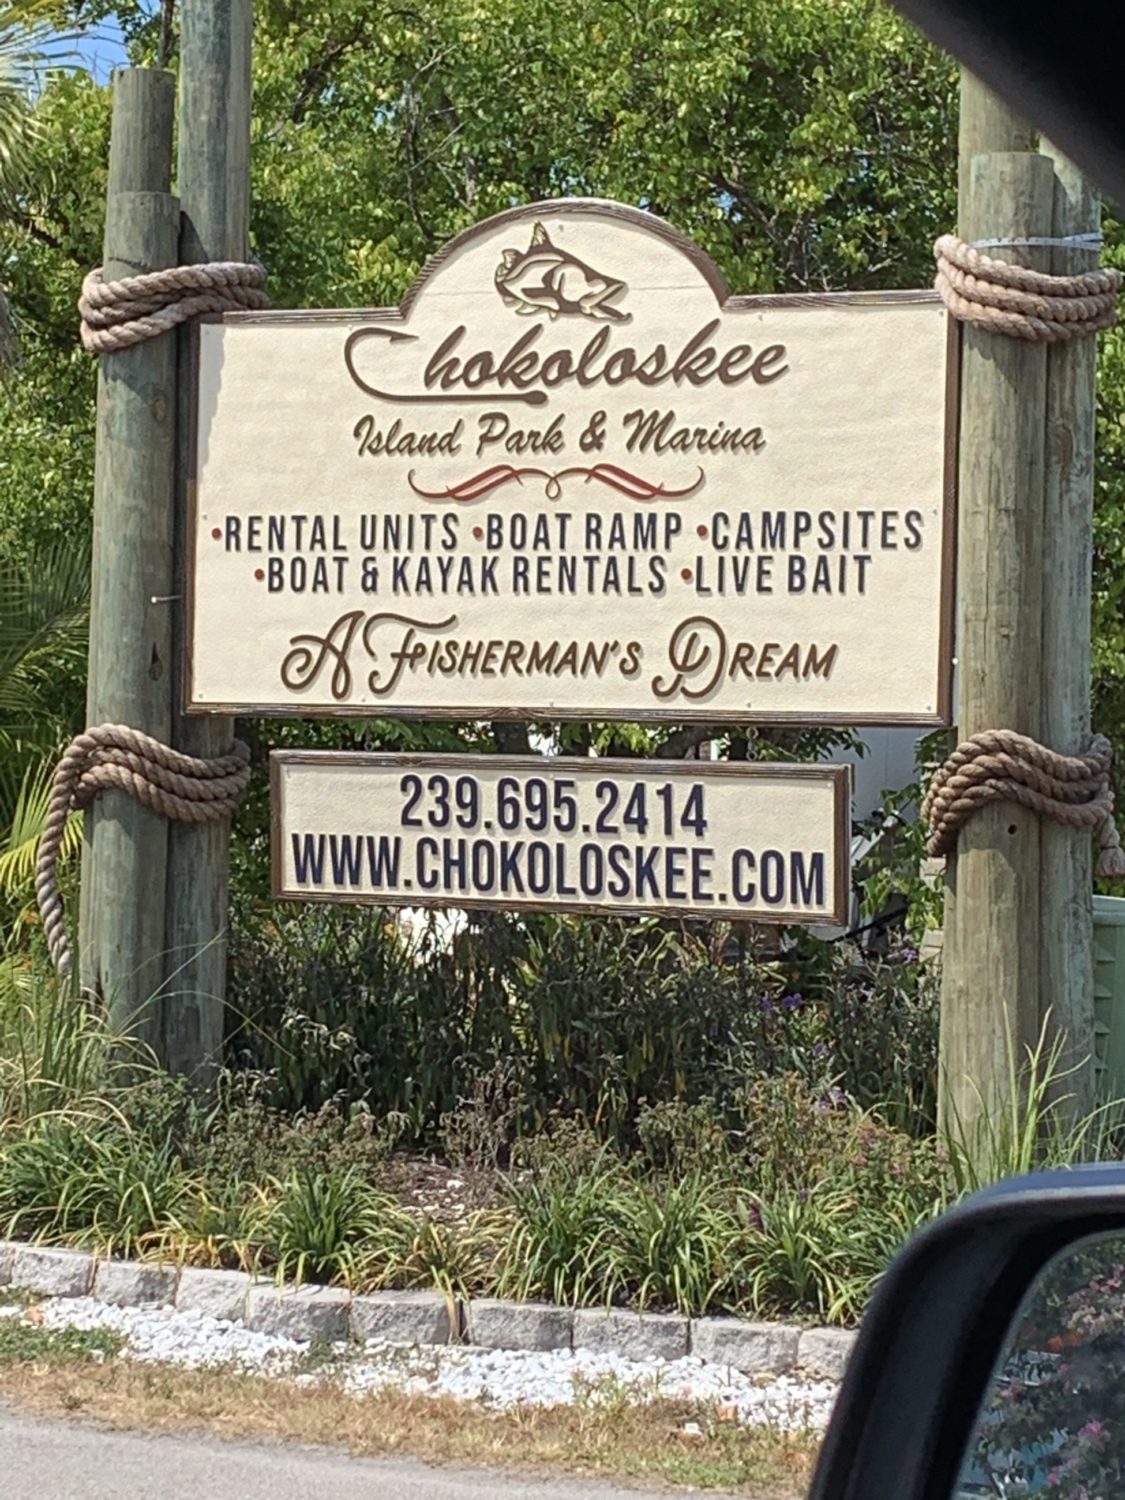 Chokoloskee
Island Park & Marina
•RENTAL UNITS •BOAT RAMP •CAMPSITES
•BOAT & KAYAK RENTALS •LIVE BAIT
A FISHERMAN'S DREAM
239.695.2414
WWW.CHOKOLOSKEE.COM